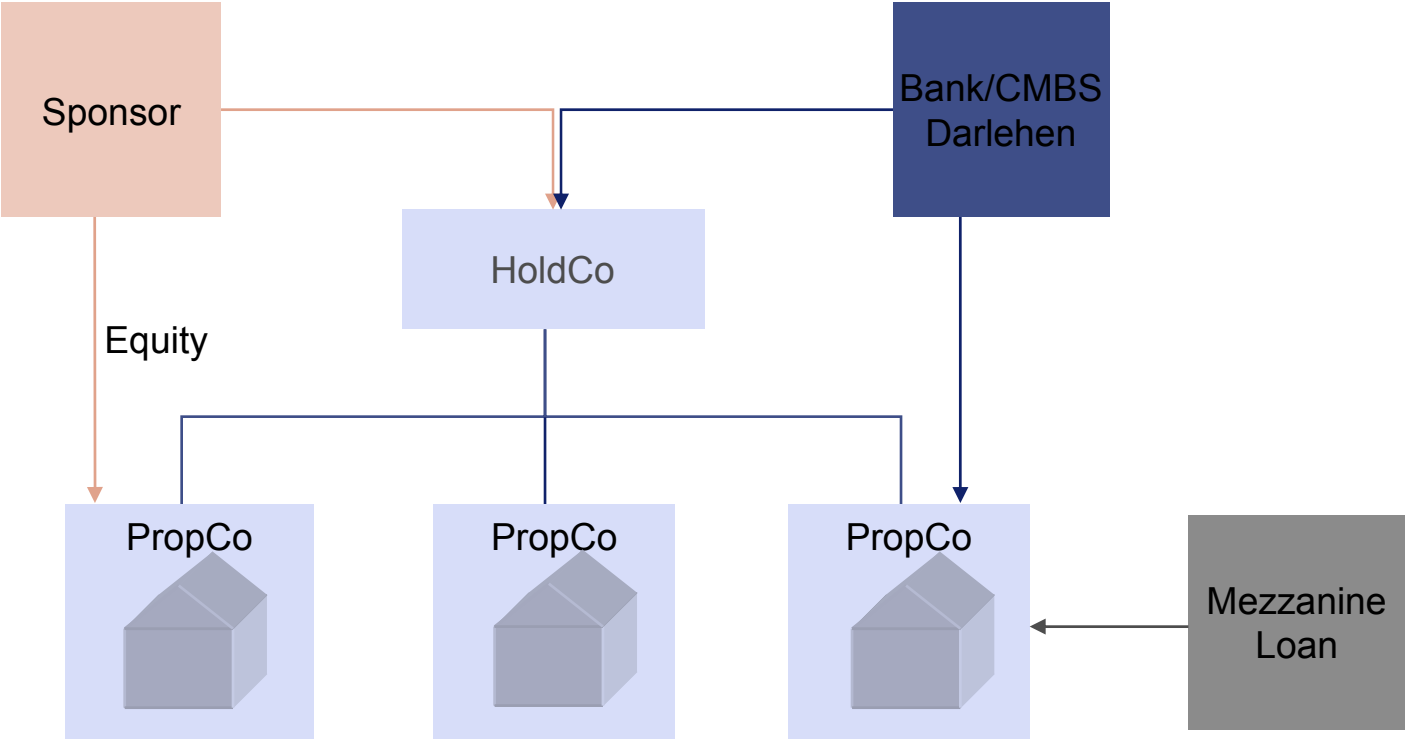 Sponsor
Bank/CMBS
Darlehen
HoldCo
Equity
PropCo
PropCo
PropCo
Mezzanine
Loan